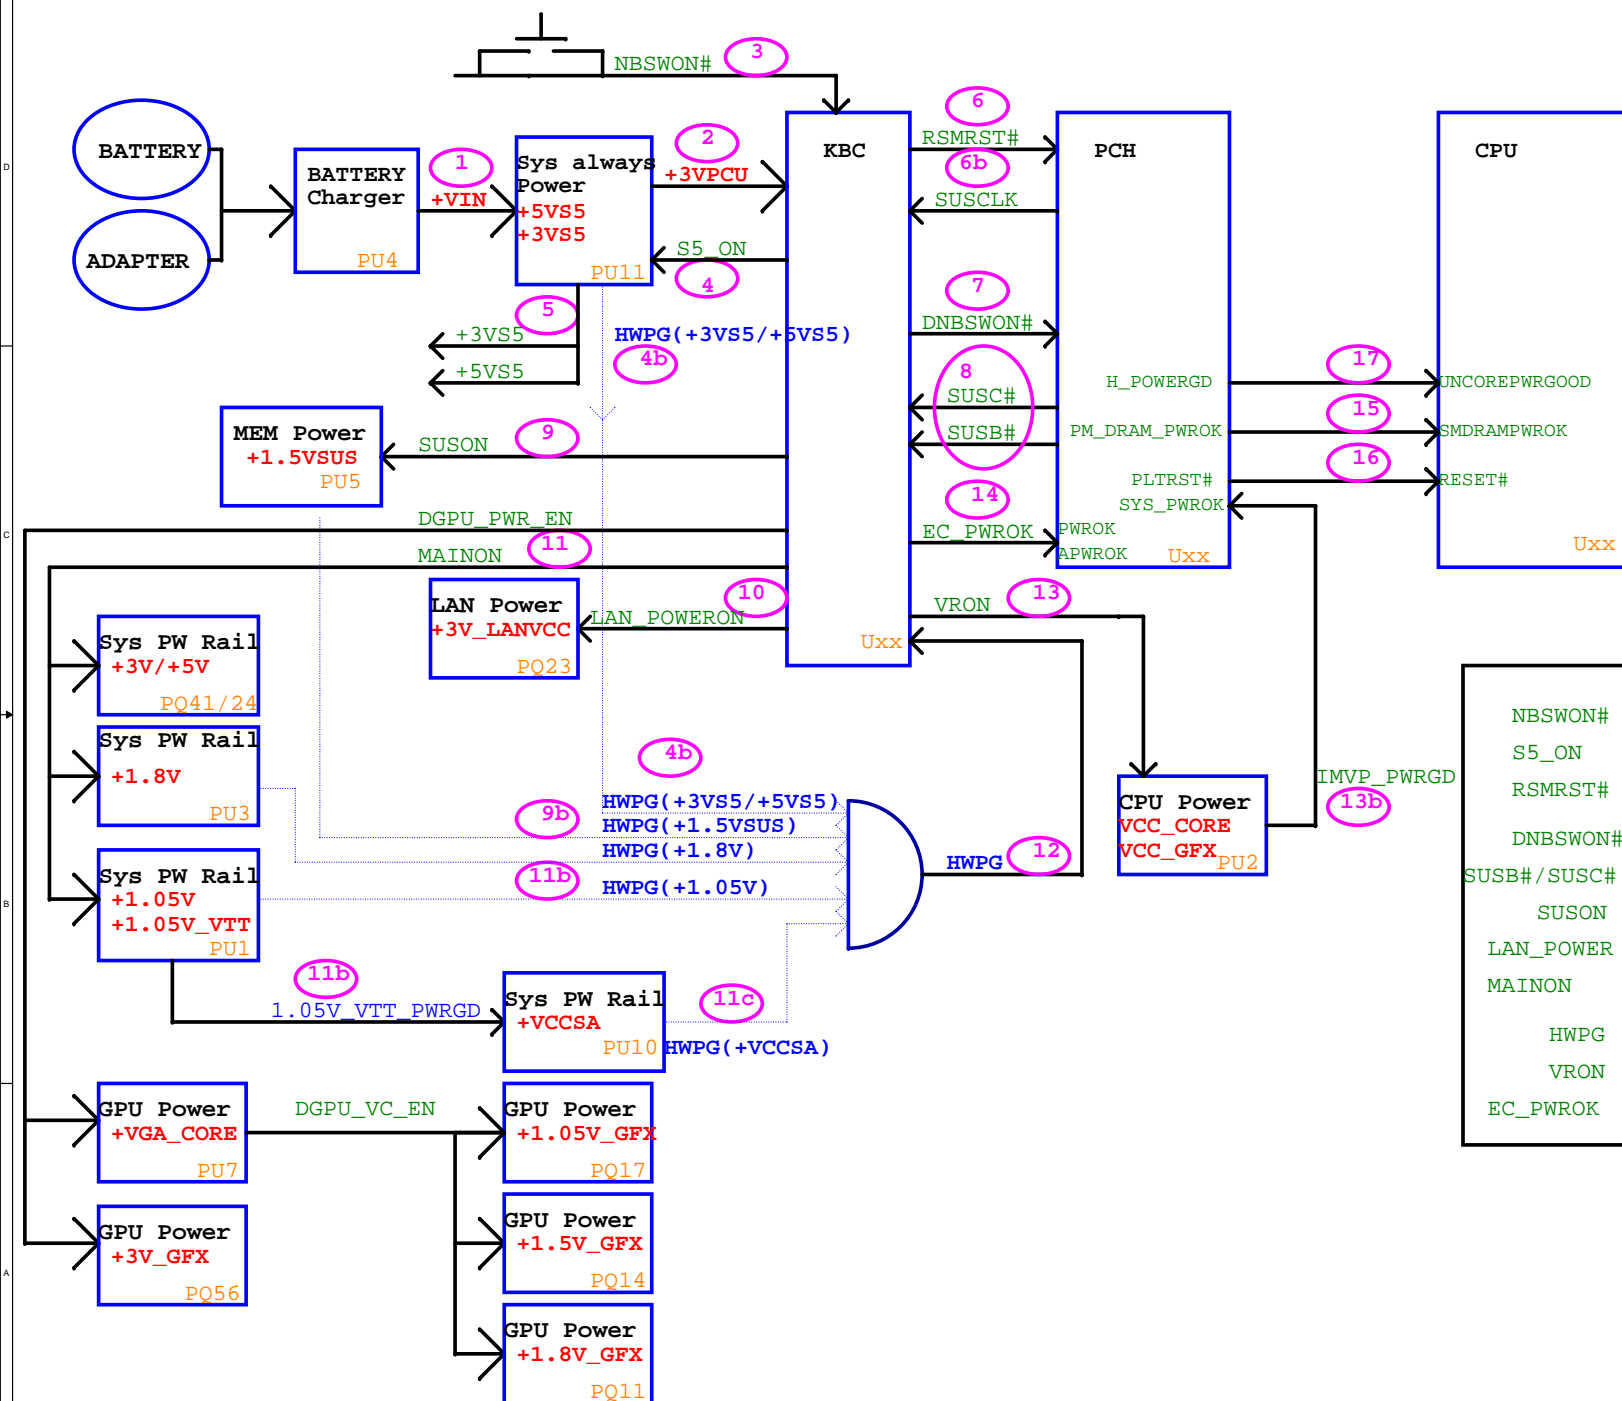 NBSWON#
3
BATTERY
ADAPTER
BATTERY
Charger
PU4
1
+VIN
Sys always
Power
+5VS5
+3VS5
PU11
2
+3VPCU
S5_ON
4
5
+3VS5
+5VS5
HWPG(+3VS5/+5VS5)
4b
KBC
Uxx
6
RSMRST#
6b
SUSCLK
7
DNBSWON#
8
SUSC#
SUSB#
14
EC_PWROK
PCH
H_POWERGD
PM_DRAM_PWROK
PLTRST#
SYS_PWROK
PWROK
APWROK
Uxx
17
15
16
CPU
UNCOREPWRGOOD
SMDRAMPWROK
RESET#
Uxx
MEM Power
+1.5VSUS
PU5
SUSON
9
DGPU_PWR_EN
MAINON
11
LAN Power
+3V_LANVCC
PQ23
LAN_POWERON
10
VRON
13
Sys PW Rail
+3V/+5V
PQ41/24
Sys PW Rail
+1.8V
PU3
Sys PW Rail
+1.05V
+1.05V_VTT
PU1
4b
HWPG(+3VS5/+5VS5)
9b
HWPG(+1.5VSUS)
HWPG(+1.8V)
11b
HWPG(+1.05V)
HWPG
12
CPU Power
VCC_CORE
VCC_GFX
PU2
IMVP_PWRGD
13b
11b
1.05V_VTT_PWRGD
Sys PW Rail
+VCCSA
PU10
11c
HWPG(+VCCSA)
GPU Power
+VGA_CORE
PU7
DGPU_VC_EN
GPU Power
+1.05V_GFX
PQ17
GPU Power
+3V_GFX
PQ56
GPU Power
+1.5V_GFX
PQ14
GPU Power
+1.8V_GFX
PQ11
NBSWON#
S5_ON
RSMRST#
DNBSWON#
SUSB#/SUSC#
SUSON
LAN_POWER
MAINON
HWPG
VRON
EC_PWROK
D
C
B
A